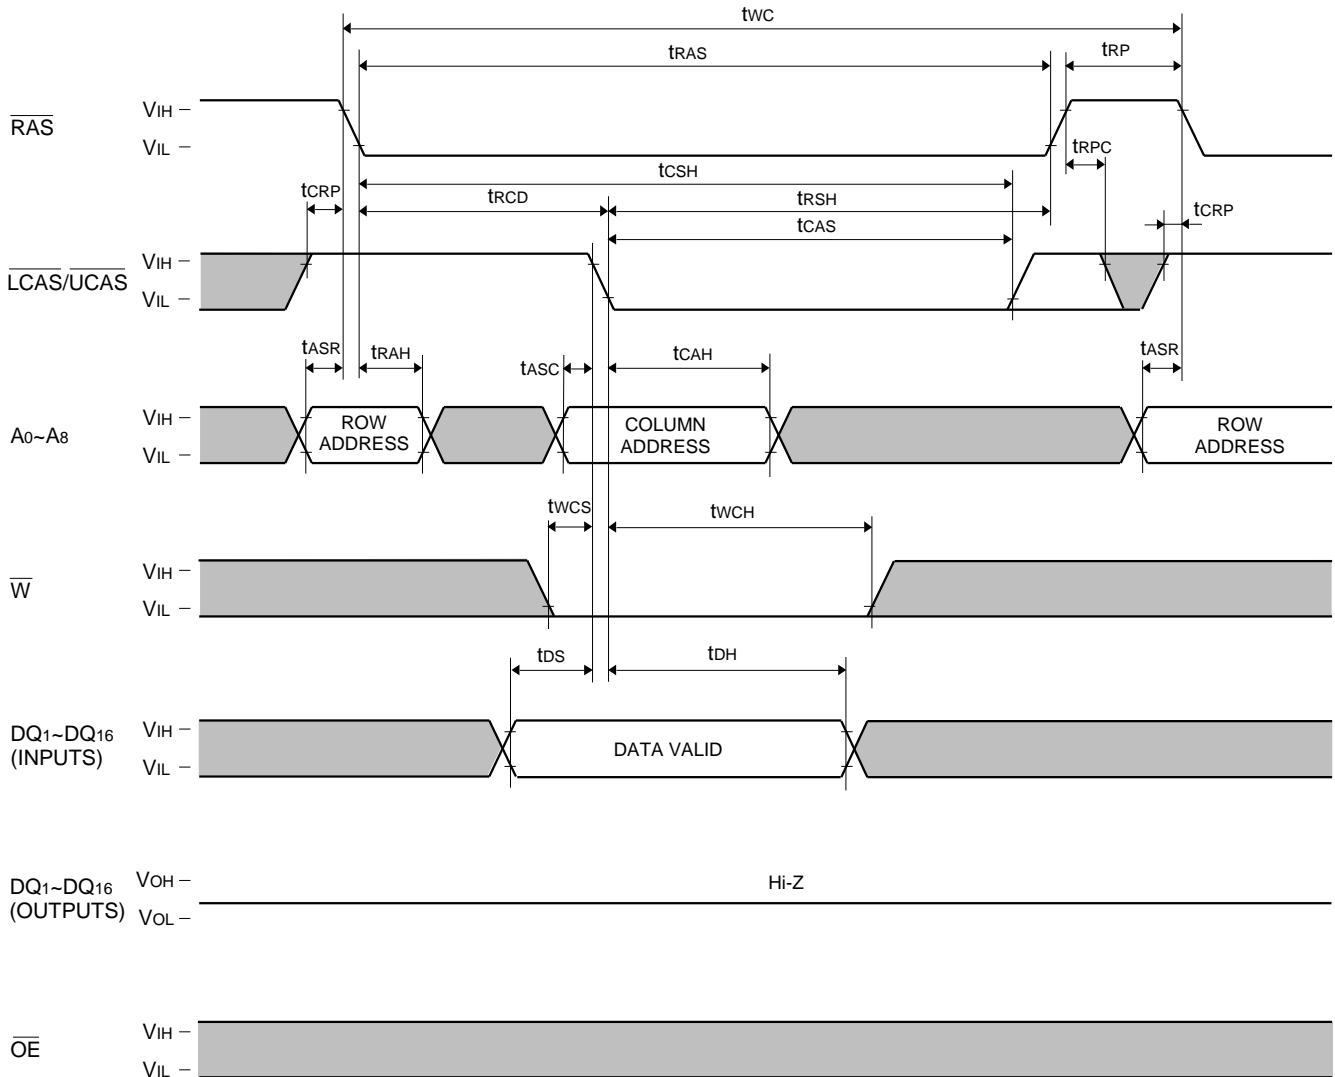 tWC
tRAS
tRP
RAS
VIH
VIL
tRPC
tCSH
tCRP
tRCD
tRSH
tCRP
tCAS
LCAS/UCAS
VIH
VIL
tASR
tRAH
tASC
tCAH
tASR
A0~A8
VIH
VIL
ROW
ADDRESS
COLUMN
ADDRESS
ROW
ADDRESS
tWCS
tWCH
W
VIH
VIL
tDS
tDH
DQ1~DQ16
(INPUTS)
VIH
VIL
DATA VALID
DQ1~DQ16
(OUTPUTS)
VOH
VOL
Hi-Z
OE
VIH
VIL